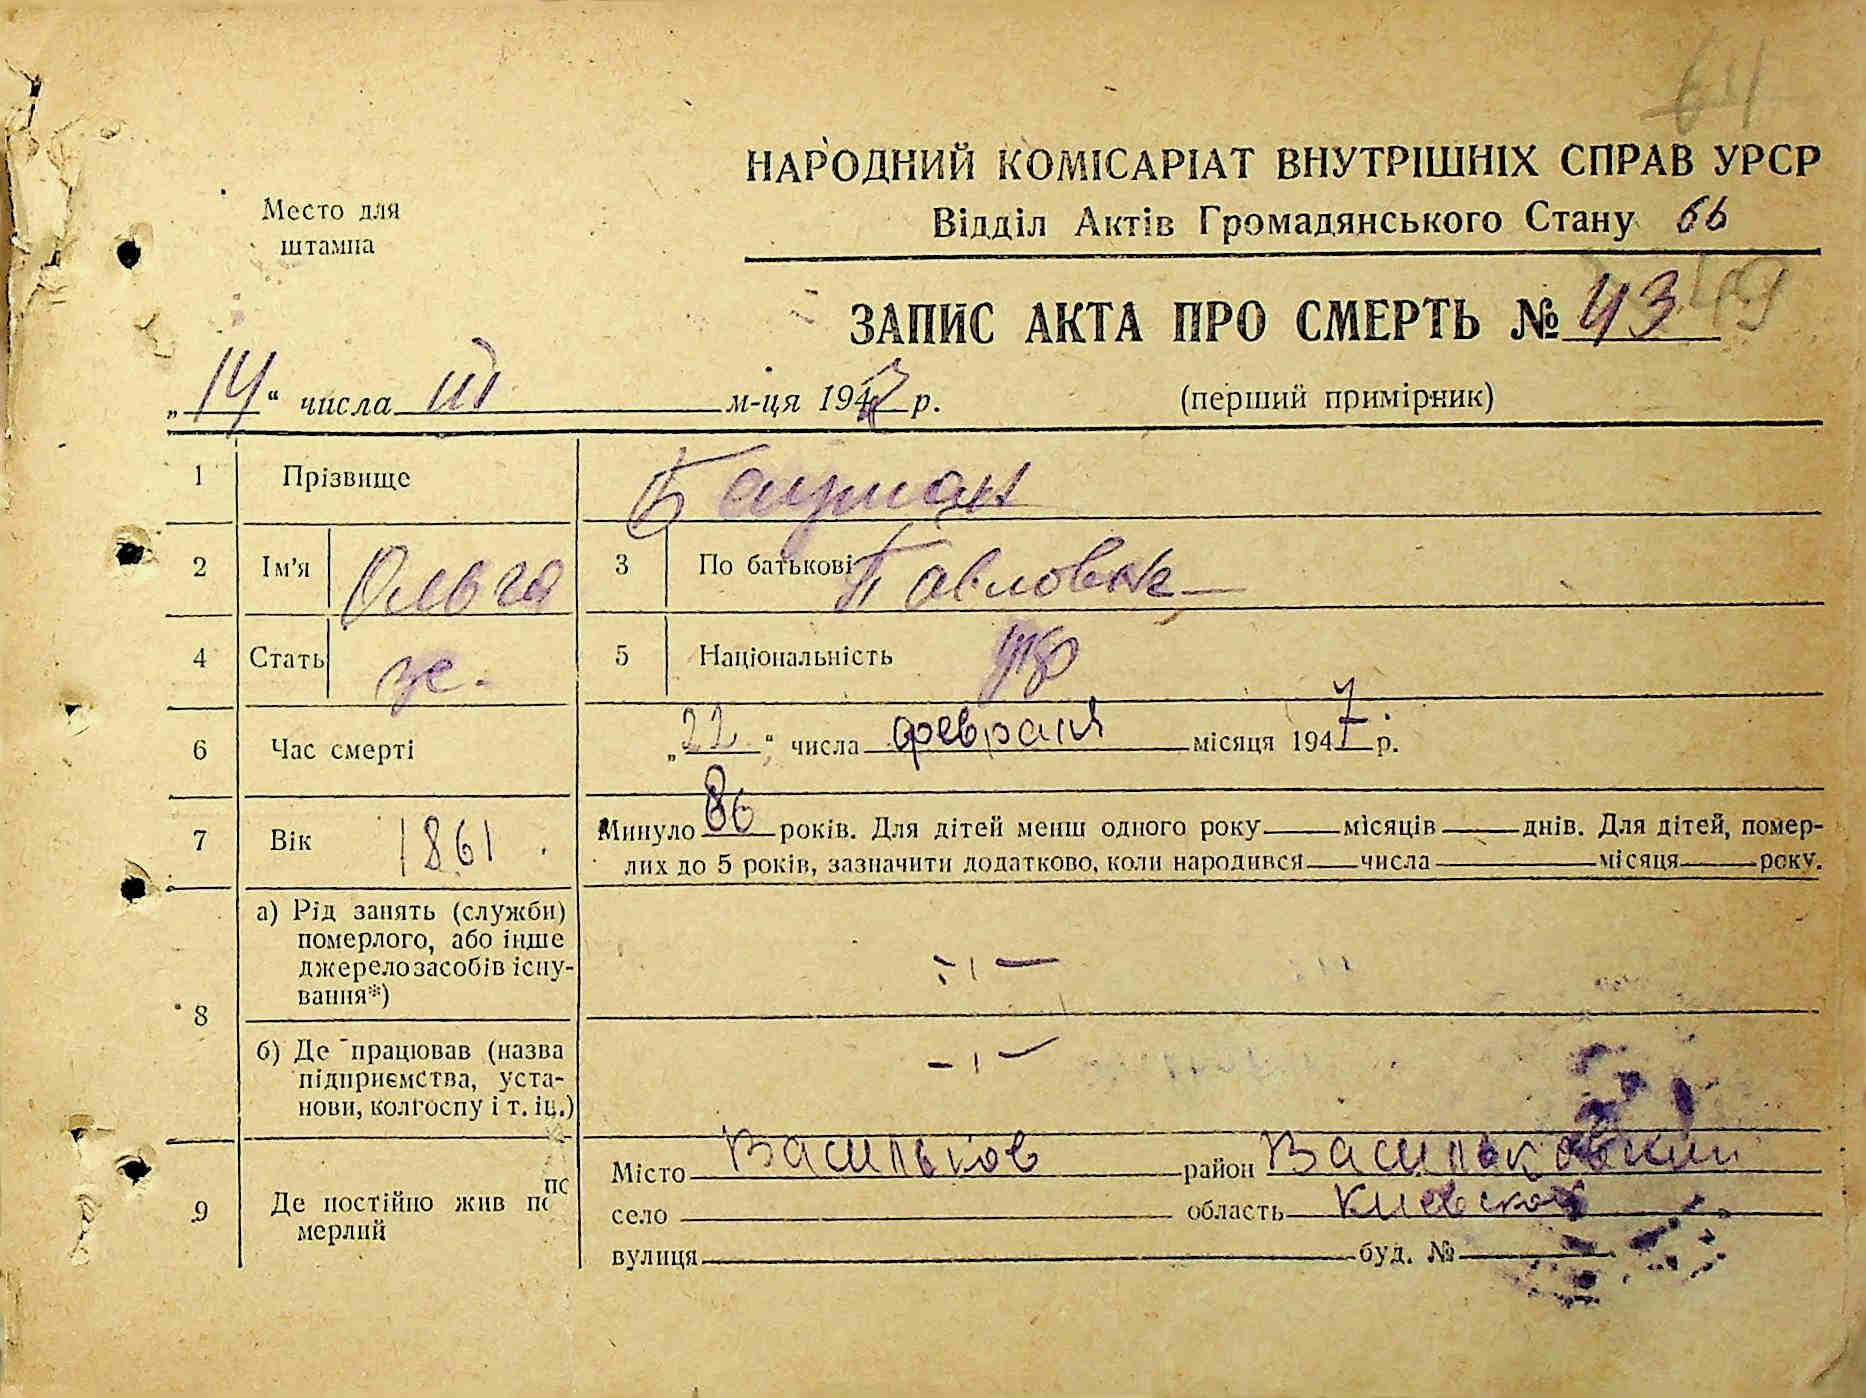 64
НАРОДНИЙ КОМІСАРІАТ ВНУТРІШНІХ СПРАВ УРСР
Место для
штампа
Відділ Актів Громадянського Стану 66
ЗАПИС АКТА ПРО СМЕРТЬ № 43 49
„14“ числа III м-ця 1947 р. (перший примірник)
1 Прізвище Бауман
2 Ім'я Ольга 3 По батькові Павловна
4 Стать ж. 5 Національність укр
6 Час смерті „22“ числа февраля місяця 1947 р.
7 Вік 1861 Минуло 86 років. Для дітей менш одного року місяців днів. Для дітей, помер-
лих до 5 років, зазначити додатково, коли народився числа місяця року.
8 а) Рід занять (служби)
померлого, або інше
джерело засобів існу-
вання*)
б) Де працював (назва
підприємства, уста-
нови, колгоспу і т. ін.)
9 Де постійно жив по
мерлий
Місто Васильков район Васильковский
село область Киевской
вулиця буд. №